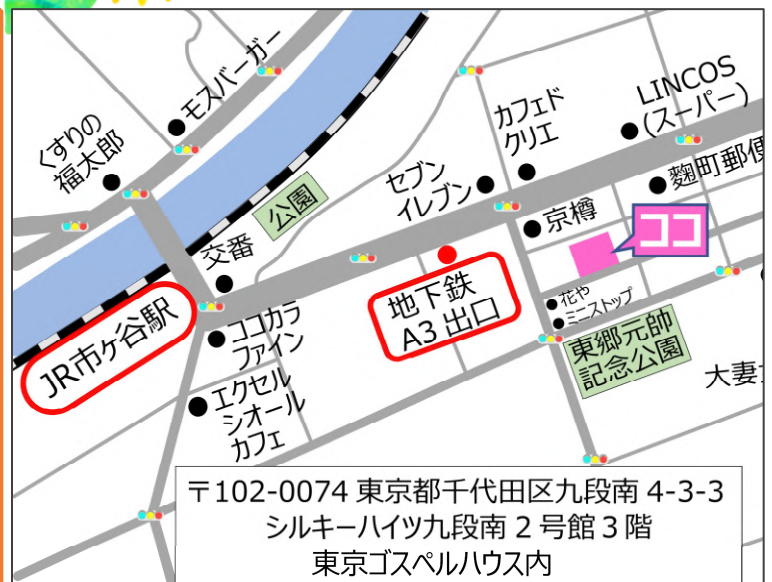 モスバーガー
くすりの
福太郎
公園
交番
JR市ヶ谷駅
ココカラ
ファイン
エクセル
シオール
カフェ
セブン
イレブン
カフェド
クリエ
LINCOS
(スーパー)
麹町郵便
京樽
ココ
地下鉄
A3 出口
花や
ミニストップ
東郷元帥
記念公園
大妻
〒102-0074 東京都千代田区九段南 4-3-3
シルキーハイツ九段南 2 号館 3 階
東京ゴスペルハウス内